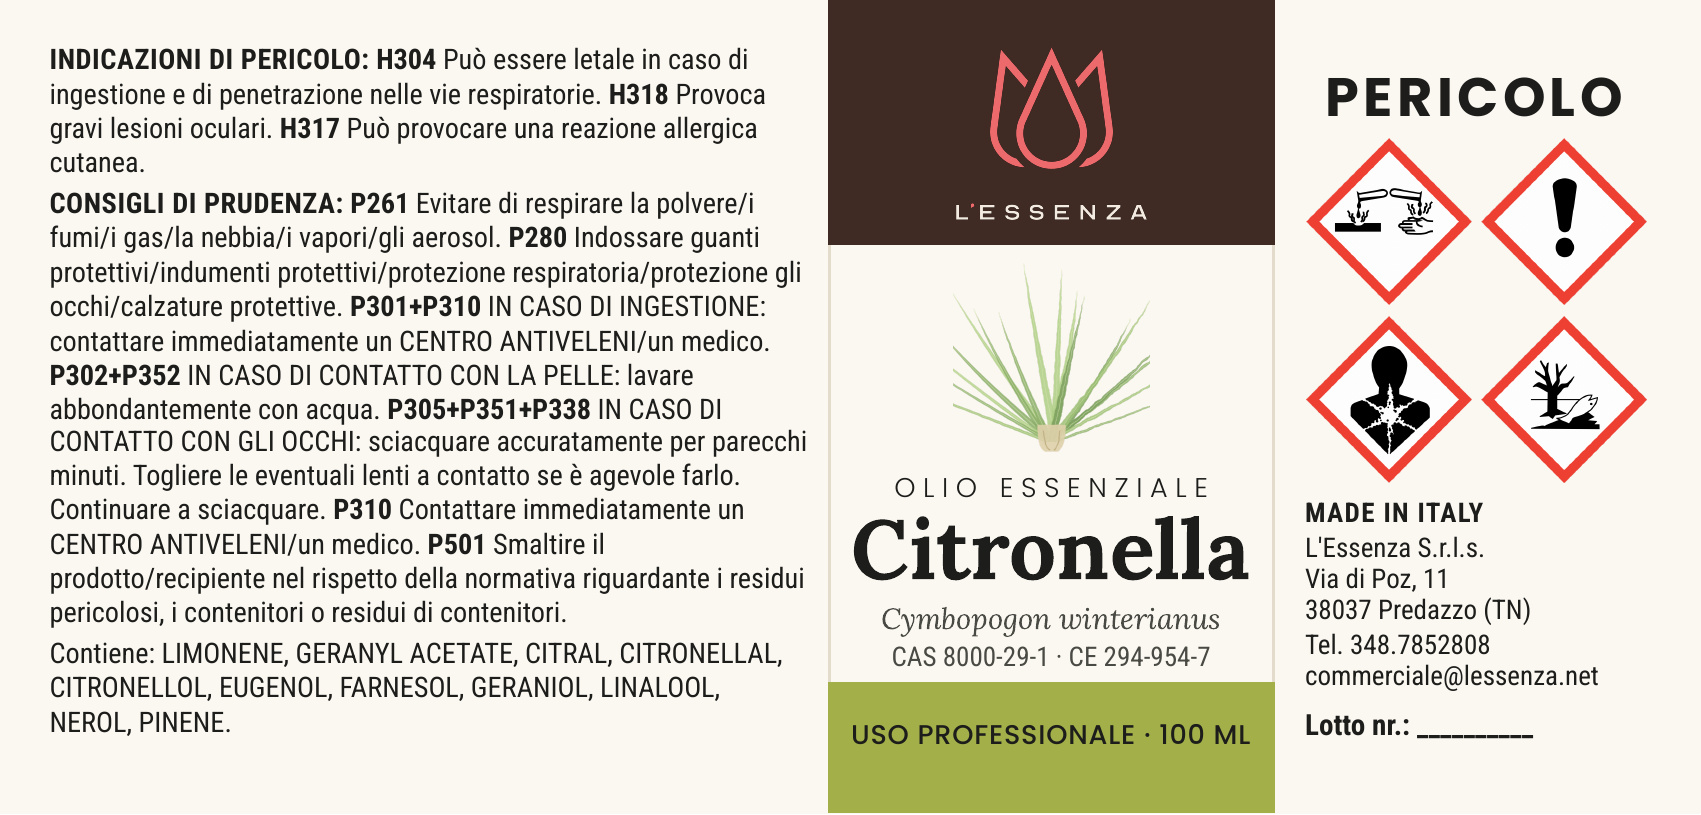 INDICAZIONI DI PERICOLO: H304 Può essere letale in caso di
ingestione e di penetrazione nelle vie respiratorie. H318 Provoca
gravi lesioni oculari. H317 Può provocare una reazione allergica
cutanea.
CONSIGLI DI PRUDENZA: P261 Evitare di respirare la polvere/i
fumi/i gas/la nebbia/i vapori/gli aerosol. P280 Indossare guanti
protettivi/indumenti protettivi/protezione respiratoria/protezione gli
occhi/calzature protettive. P301+P310 IN CASO DI INGESTIONE:
contattare immediatamente un CENTRO ANTIVELENI/un medico.
P302+P352 IN CASO DI CONTATTO CON LA PELLE: lavare
abbondantemente con acqua. P305+P351+P338 IN CASO DI
CONTATTO CON GLI OCCHI: sciacquare accuratamente per parecchi
minuti. Togliere le eventuali lenti a contatto se è agevole farlo.
Continuare a sciacquare. P310 Contattare immediatamente un
CENTRO ANTIVELENI/un medico. P501 Smaltire il
prodotto/recipiente nel rispetto della normativa riguardante i residui
pericolosi, i contenitori o residui di contenitori.
Contiene: LIMONENE, GERANYL ACETATE, CITRAL, CITRONELLAL,
CITRONELLOL, EUGENOL, FARNESOL, GERANIOL, LINALOOL,
NEROL, PINENE.
L'ESSENZA
OLIO ESSENZIALE
Citronella
Cymbopogon winterianus
CAS 8000-29-1 · CE 294-954-7
USO PROFESSIONALE · 100 ML
PERICOLO
MADE IN ITALY
L'Essenza S.r.l.s.
Via di Poz, 11
38037 Predazzo (TN)
Tel. 348.7852808
commerciale@lessenza.net
Lotto nr.: __________